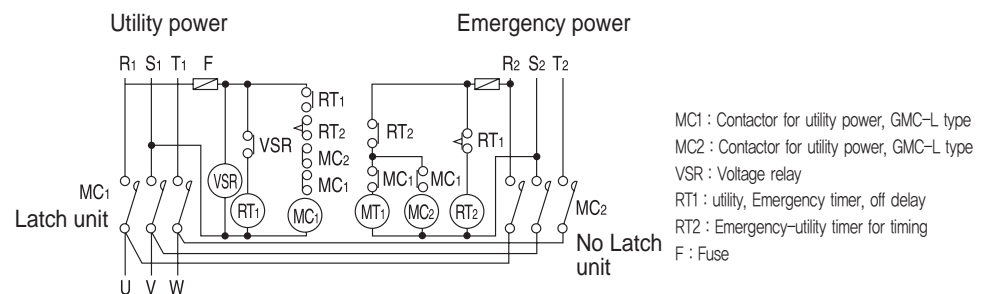 Utility power
Emergency power
R1 S1 T1 F
R2 S2 T2
RT1
RT2
MC2
MC1
VSR
VSR
RT1
MC1
RT2
RT1
MC1
MC1
MT1
MC2
RT2
MC1
Latch unit
MC2
No Latch
unit
U V W
MC1 : Contactor for utility power, GMC-L type
MC2 : Contactor for utility power, GMC-L type
VSR : Voltage relay
RT1 : utility, Emergency timer, off delay
RT2 : Emergency-utility timer for timing
F : Fuse